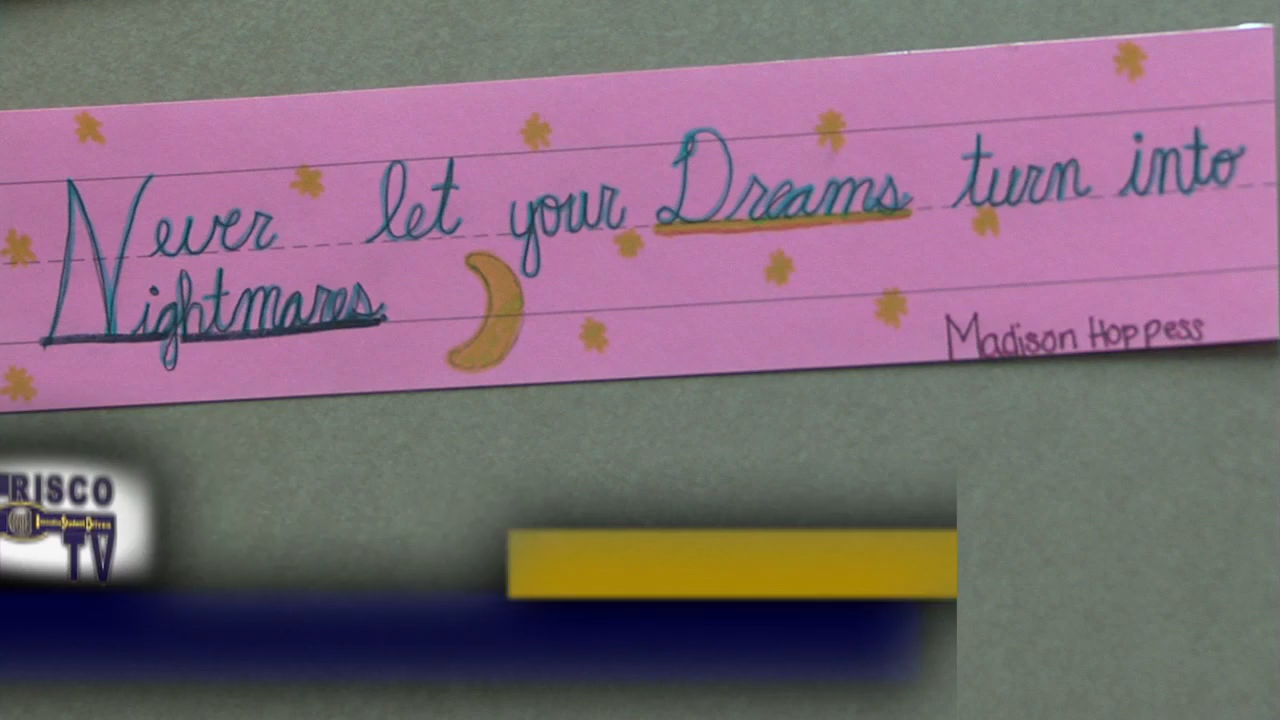 Never let your Dreams turn into
Nightmares.
Madison Hoppess
RISCO
TV